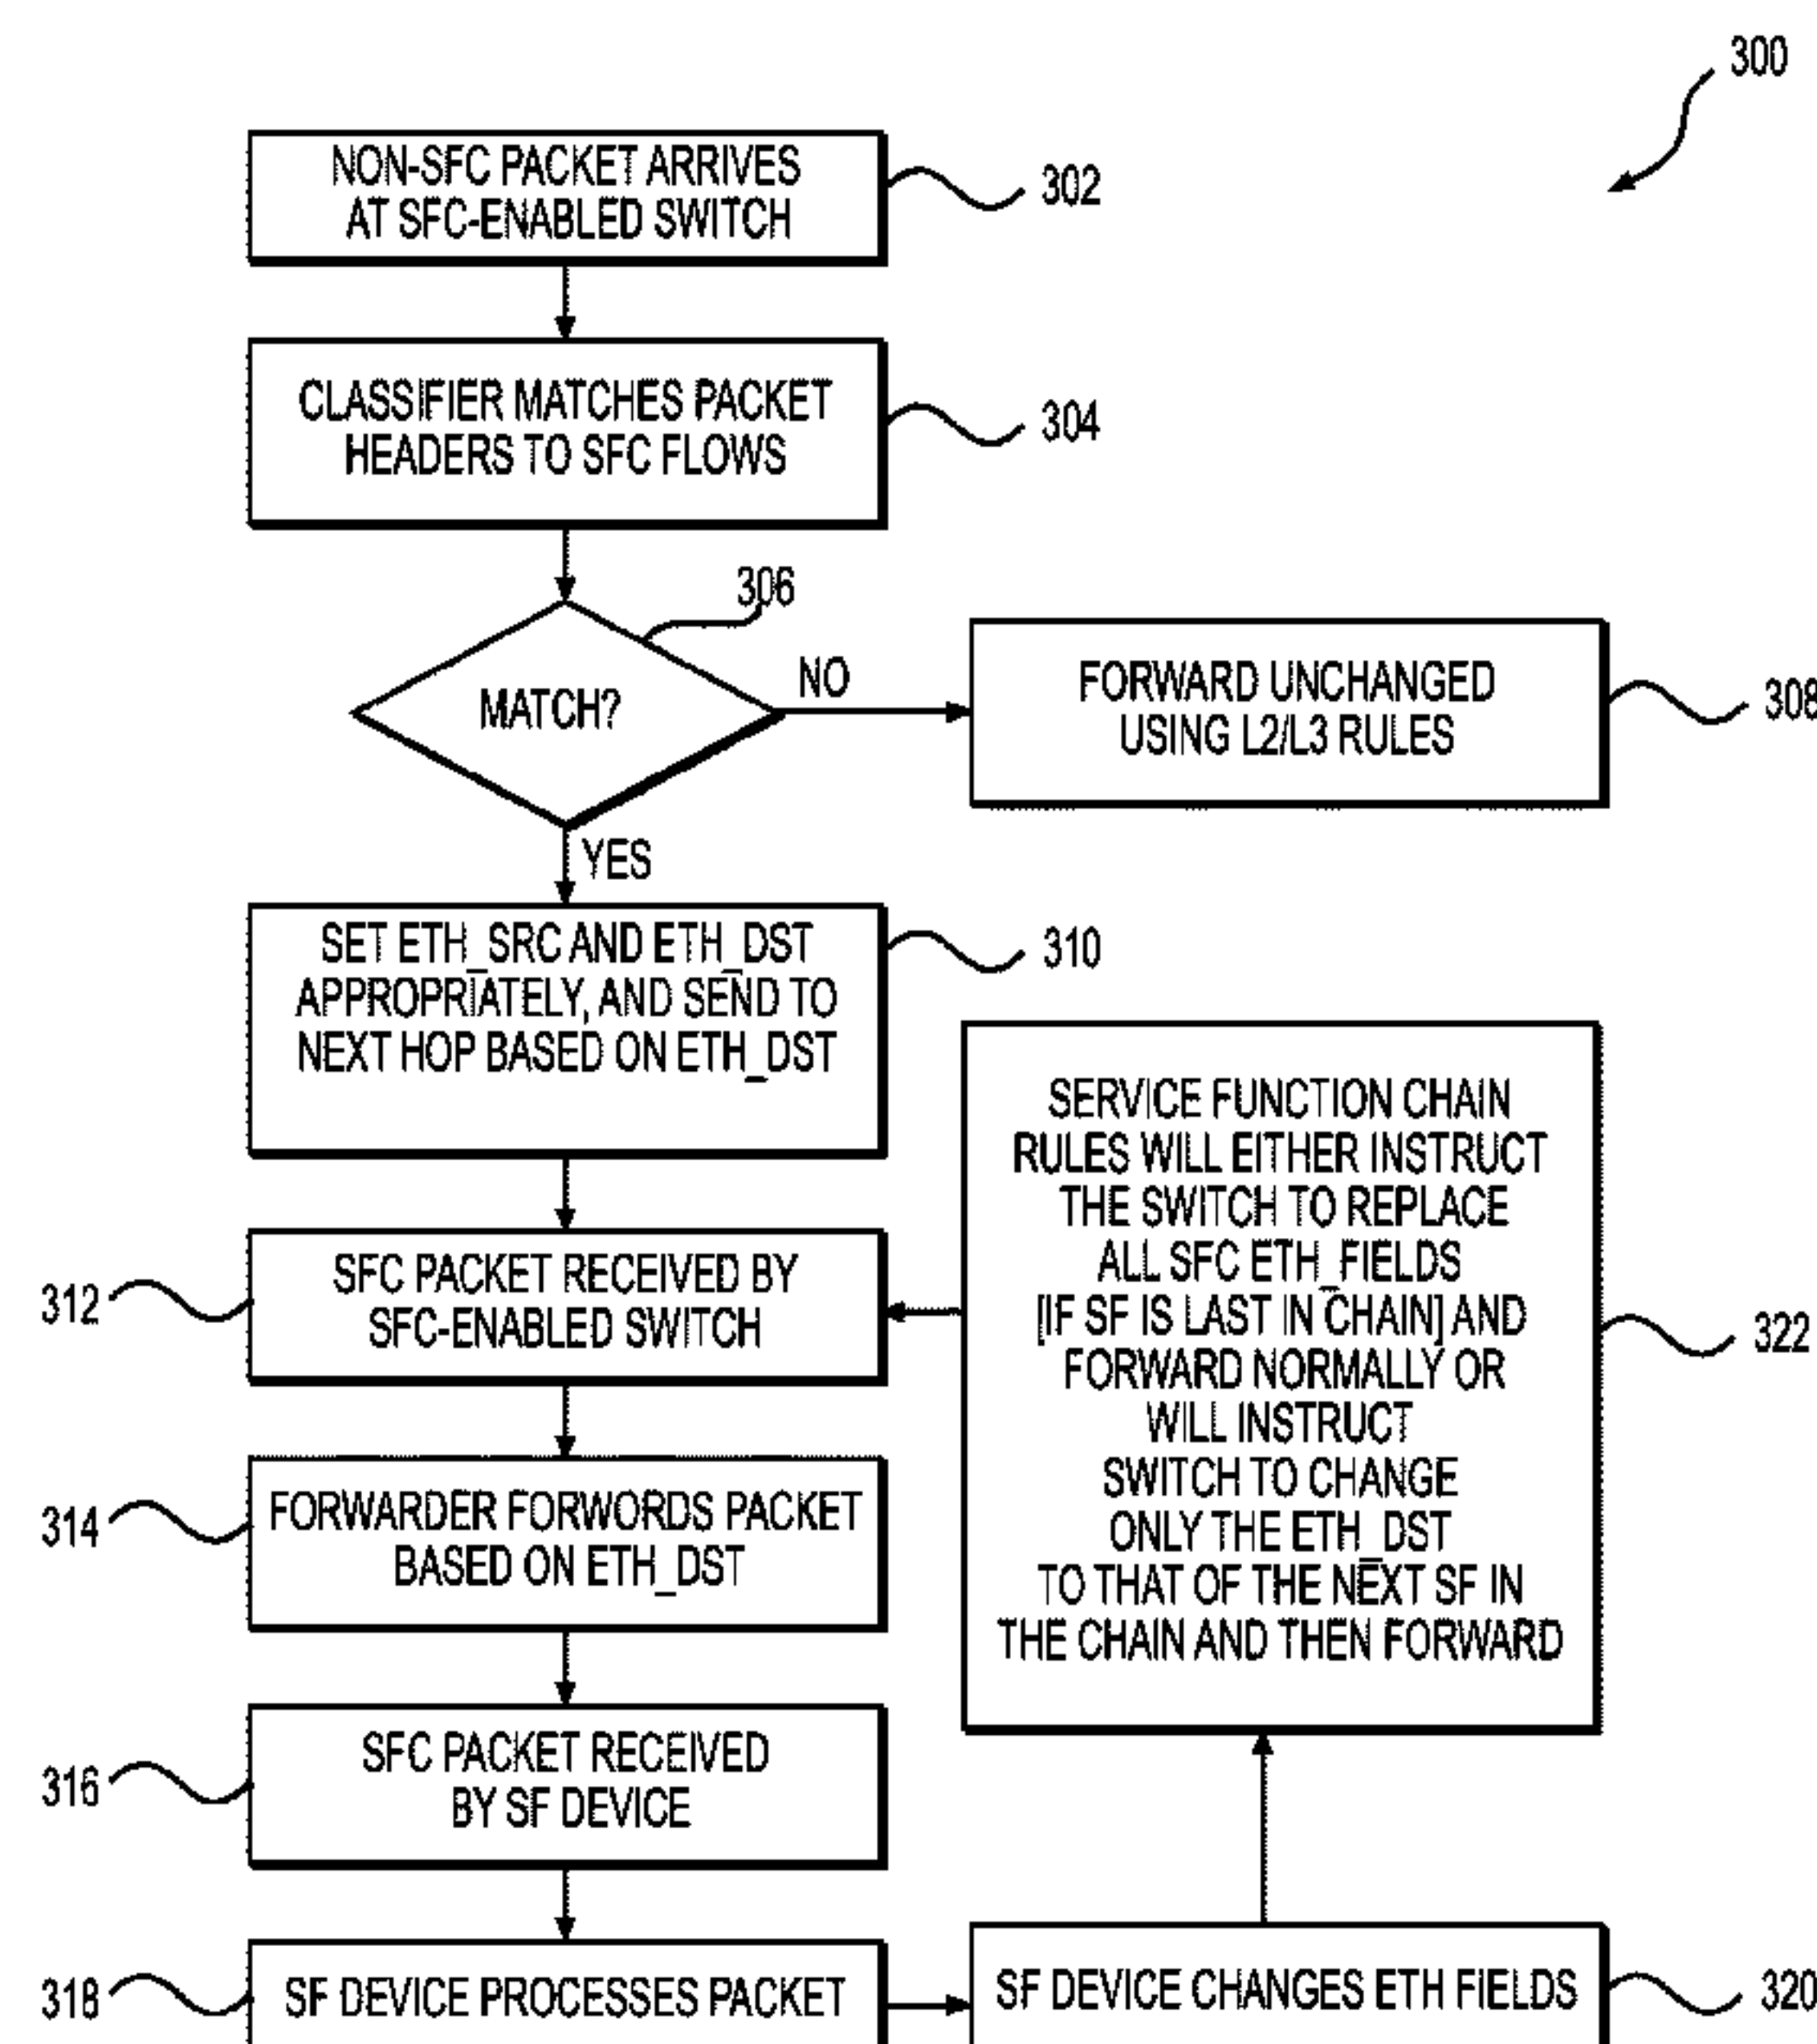 300
NON-SFC PACKET ARRIVES
AT SFC-ENABLED SWITCH
302
CLASSIFIER MATCHES PACKET
HEADERS TO SFC FLOWS
304
306
MATCH?
NO
FORWARD UNCHANGED
USING L2/L3 RULES
308
YES
SET ETH_SRC AND ETH_DST
APPROPRIATELY, AND SEND TO
NEXT HOP BASED ON ETH_DST
310
SFC PACKET RECEIVED BY
SFC-ENABLED SWITCH
312
FORWARDER FORWORDS PACKET
BASED ON ETH_DST
314
SFC PACKET RECEIVED
BY SF DEVICE
316
SF DEVICE PROCESSES PACKET
318
SF DEVICE CHANGES ETH FIELDS
320
SERVICE FUNCTION CHAIN
RULES WILL EITHER INSTRUCT
THE SWITCH TO REPLACE
ALL SFC ETH_FIELDS
[IF SF IS LAST IN CHAIN] AND
FORWARD NORMALLY OR
WILL INSTRUCT
SWITCH TO CHANGE
ONLY THE ETH_DST
TO THAT OF THE NEXT SF IN
THE CHAIN AND THEN FORWARD
322